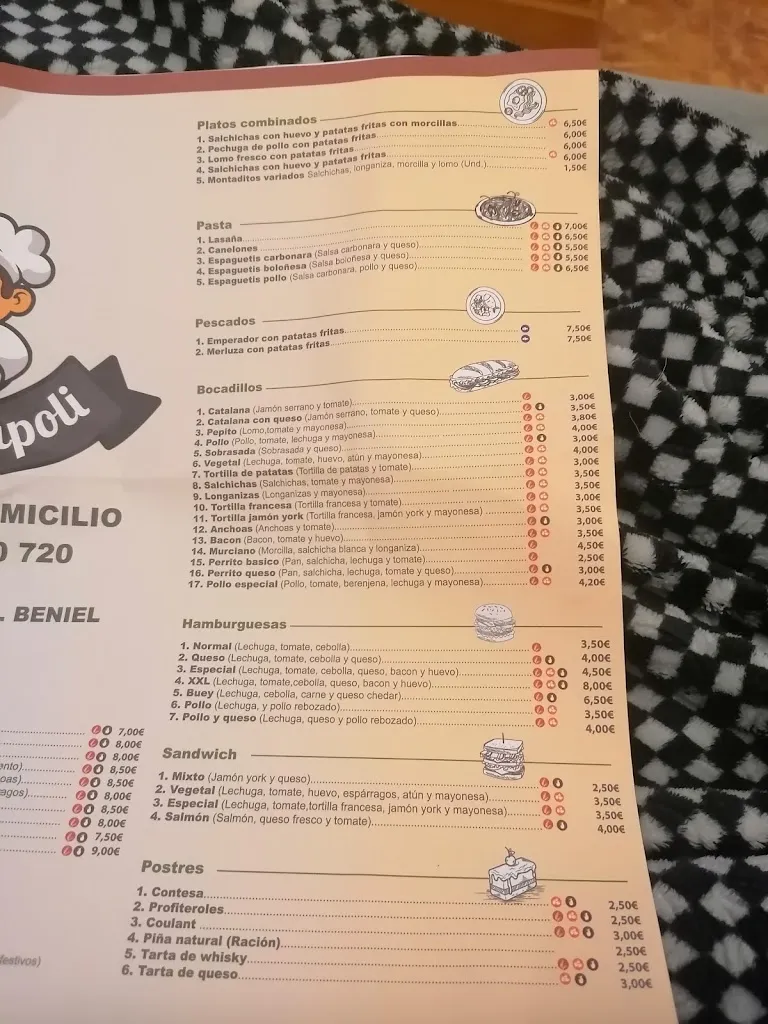 Platos combinados
1. Salchichas con huevo y patatas fritas con morcillas 6,50€
2. Pechuga de pollo con patatas fritas 6,00€
3. Lomo fresco con patatas fritas 6,00€
4. Salchichas con huevo y patatas fritas 6,00€
5. Montaditos variados Salchichas, longaniza, morcilla y lomo (Und.) 1,50€
Pasta
1. Lasaña 7,00€
2. Canelones 6,50€
3. Espaguetis carbonara (Salsa carbonara y queso) 5,50€
4. Espaguetis boloñesa (Salsa boloñesa y queso) 5,50€
5. Espaguetis pollo (Salsa carbonara, pollo y queso) 6,50€
Pescados
1. Emperador con patatas fritas 7,50€
2. Merluza con patatas fritas 7,50€
Bocadillos
1. Catalana (Jamón serrano y tomate) 3,00€
2. Catalana con queso (Jamón serrano, tomate y queso) 3,50€
3. Pepito (Lomo,tomate y mayonesa) 3,80€
4. Pollo (Pollo, tomate, lechuga y mayonesa) 4,00€
5. Sobrasada (Sobrasada y queso) 3,00€
6. Vegetal (Lechuga, tomate, huevo, atún y mayonesa) 4,00€
7. Tortilla de patatas (Tortilla de patatas y tomate) 3,00€
8. Salchichas (Salchichas, tomate y mayonesa) 3,50€
9. Longanizas (Longanizas y mayonesa) 3,50€
10. Tortilla francesa (Tortilla francesa y tomate) 3,00€
11. Tortilla jamón york (Tortilla francesa, jamón york y mayonesa) 3,50€
12. Anchoas (Anchoas y tomate) 3,00€
13. Bacon (Bacon, tomate y huevo) 3,50€
14. Murciano (Morcilla, salchicha blanca y longaniza) 4,50€
15. Perrito basico (Pan, salchicha, lechuga y tomate) 2,50€
16. Perrito queso (Pan, salchicha, lechuga, tomate y queso) 3,00€
17. Pollo especial (Pollo, tomate, berenjena, lechuga y mayonesa) 4,20€
Hamburguesas
1. Normal (Lechuga, tomate, cebolla) 3,50€
2. Queso (Lechuga, tomate, cebolla y queso) 4,00€
3. Especial (Lechuga, tomate, cebolla, queso, bacon y huevo) 4,50€
4. XXL (Lechuga, tomate,cebolla, queso, bacon y huevo) 8,00€
5. Buey (Lechuga, cebolla, carne y queso chedar) 6,50€
6. Pollo (Lechuga, y pollo rebozado) 3,50€
7. Pollo y queso (Lechuga, queso y pollo rebozado) 4,00€
Sandwich
1. Mixto (Jamón york y queso) 2,50€
2. Vegetal (Lechuga, tomate, huevo, espárragos, atún y mayonesa) 3,50€
3. Especial (Lechuga, tomate,tortilla francesa, jamón york y mayonesa) 3,50€
4. Salmón (Salmón, queso fresco y tomate) 4,00€
Postres
1. Contesa 2,50€
2. Profiteroles 2,50€
3. Coulant 3,00€
4. Piña natural (Ración) 2,50€
5. Tarta de whisky 2,50€
6. Tarta de queso 3,00€
poli
MICILIO
0 720
. BENIEL
7,00€
8,00€
8,00€
ento) 8,50€
oas) 8,50€
agos) 8,00€
8,50€
8,00€
7,50€
9,00€
festivos)